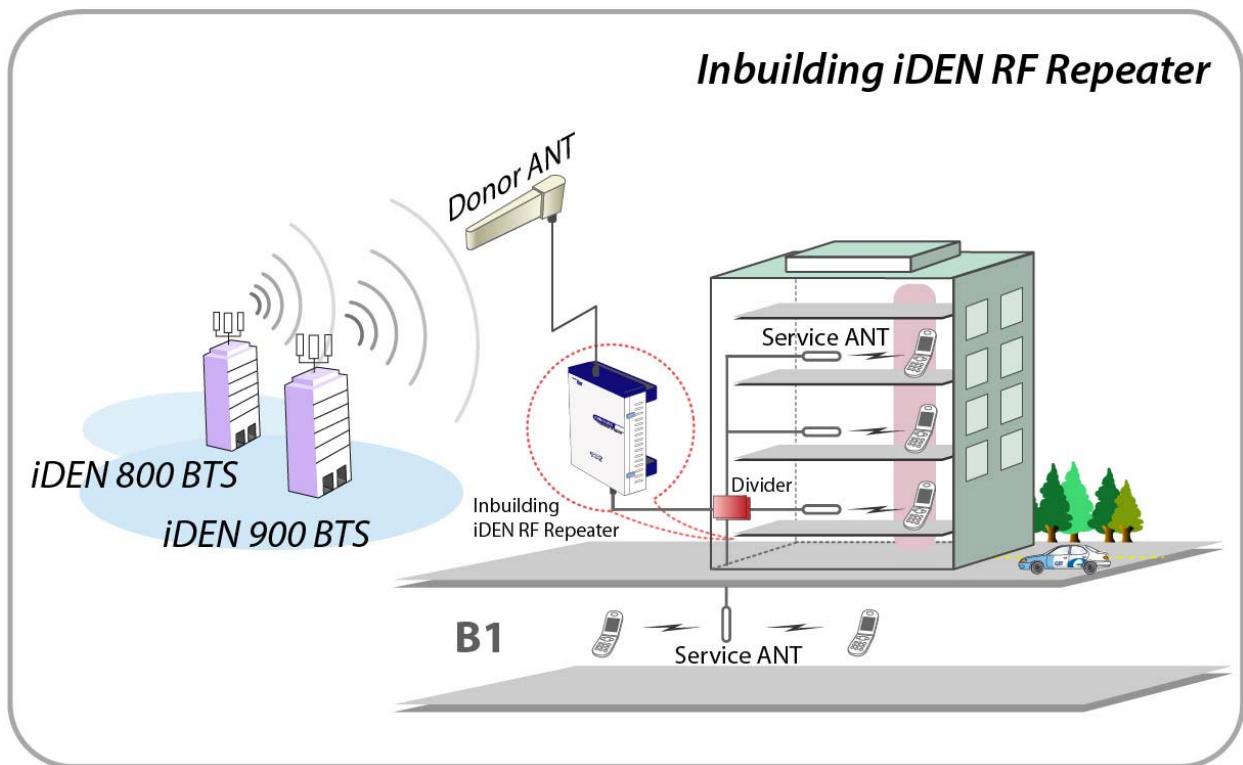 Inbuilding iDEN RF Repeater
Donor ANT
Service ANT
iDEN 800 BTS
iDEN 900 BTS
Inbuilding
iDEN RF Repeater
Divider
B1
Service ANT